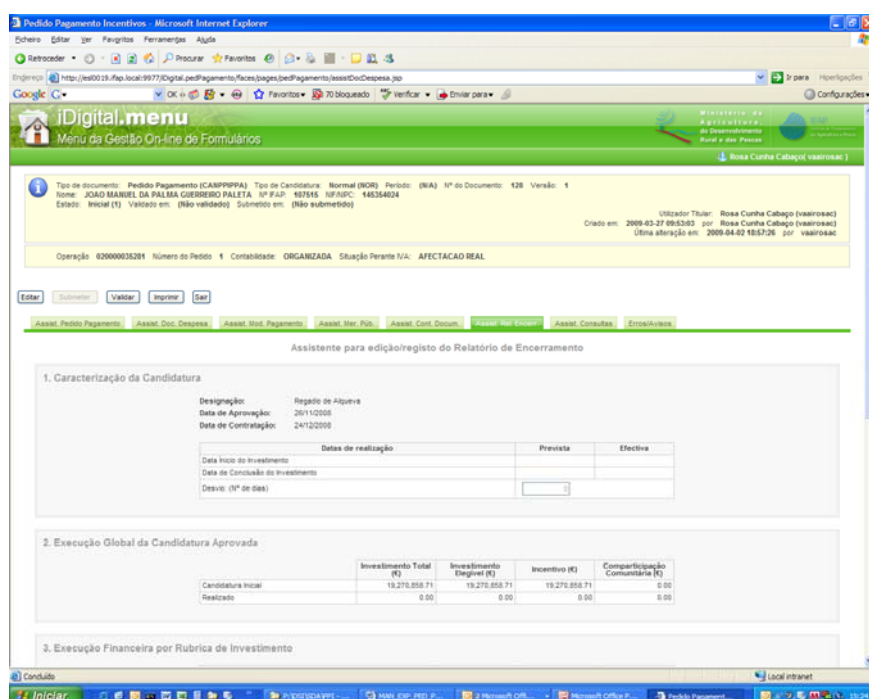 Pedido Pagamento Incentivos - Microsoft Internet Explorer
Ficheiro Editar Ver Favoritos Ferramentas Ajuda
Retroceder Procurar Favoritos
Endereço http://esl0019.ifap.local:9977/iDigital.pedPagamento/faces/pages/pedPagamento/assistDocDespesa.jsp Ir para Hiperligações
Google OK Favoritos 70 bloqueado Verificar Enviar para Configurações
iDigital.menu
Menu da Gestão On-line de Formulários
Ministério da
Agricultura,
do Desenvolvimento
Rural e das Pescas
Rosa Cunha Cabaço( vaairosac )
Tipo de documento: Pedido Pagamento (CANPPIPPA) Tipo de Candidatura: Normal (NOR) Período: (N/A) Nº do Documento: 128 Versão: 1
Nome: JOAO MANUEL DA PALMA GUERREIRO PALETA Nº IFAP: 107515 NIF/NIPC: 145354024
Estado: Inicial (1) Validado em: (Não validado) Submetido em: (Não submetido)
Utilizador Titular: Rosa Cunha Cabaço (vaairosac)
Criado em: 2009-03-27 09:53:03 por Rosa Cunha Cabaço (vaairosac)
Última alteração em: 2009-04-02 18:57:26 por vaairosac
Operação 020000035281 Número do Pedido 1 Contabilidade: ORGANIZADA Situação Perante IVA: AFECTACAO REAL
Editar Submeter Validar Imprimir Sair
Assist. Pedido Pagamento Assist. Doc. Despesa Assist. Mod. Pagamento Assist. Mer. Púb. Assist. Cont. Docum. Assist. Rel. Encerr. Assist. Consultas Erros/Avisos
Assistente para edição/registo do Relatório de Encerramento
1. Caracterização da Candidatura
Designação: Regado de Alqueva
Data de Aprovação: 26/11/2008
Data de Contratação: 24/12/2008
Datas de realização Prevista Efectiva
Data Início do Investimento
Data de Conclusão do Investimento
Desvio: (Nº de dias) 0
2. Execução Global da Candidatura Aprovada
Investimento Total (€) Investimento Elegível (€) Incentivo (€) Comparticipação Comunitária (€)
Candidatura Inicial 19,270,858.71 19,270,858.71 19,270,858.71 0.00
Realizado 0.00 0.00 0.00 0.00
3. Execução Financeira por Rubrica de Investimento
Concluído Local intranet
Iniciar MAN_EXP_PED_P... 2 Microsoft Offi... Microsoft Office P... Pedido Pagament... 19:24